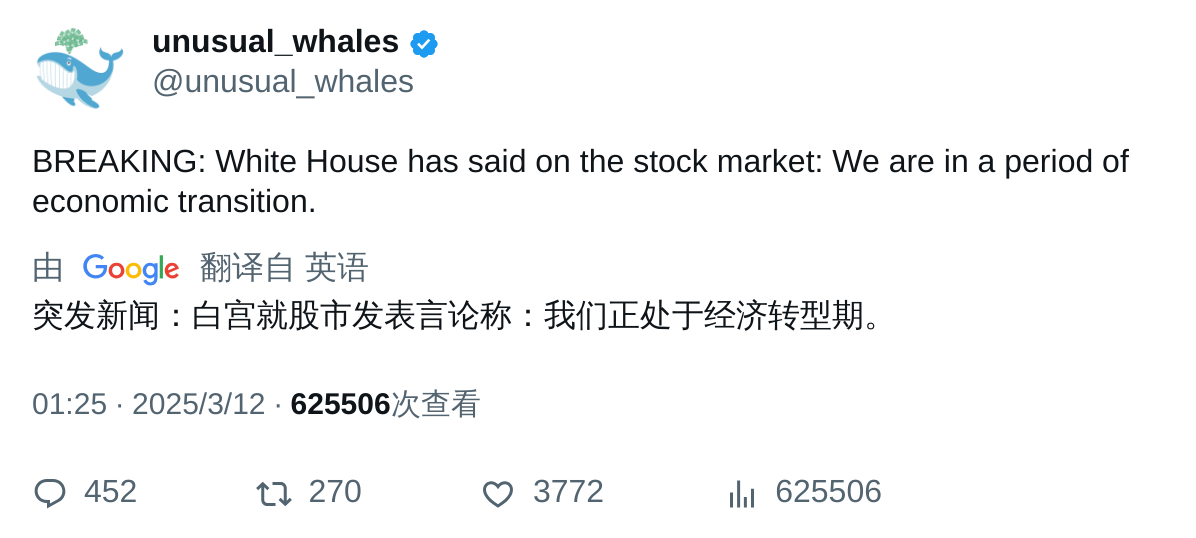 unusual_whales
@unusual_whales
BREAKING: White House has said on the stock market: We are in a period of
economic transition.
由 Google 翻译自 英语
突发新闻：白宫就股市发表言论称：我们正处于经济转型期。
01:25 · 2025/3/12 · 625506次查看
452 270 3772 625506